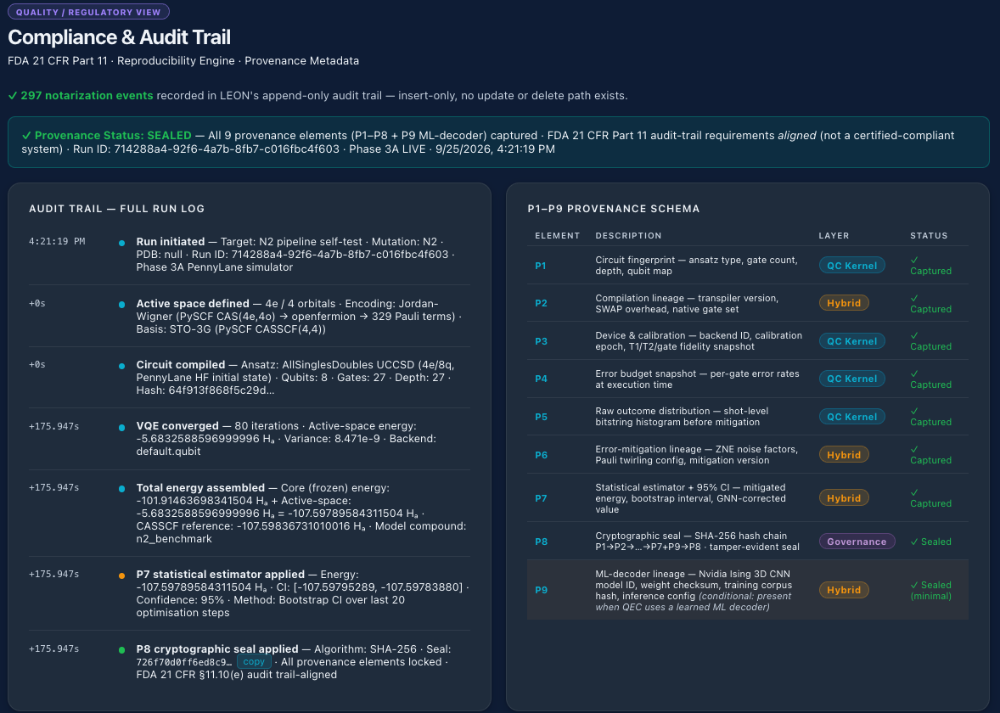 QUALITY / REGULATORY VIEW
Compliance & Audit Trail
FDA 21 CFR Part 11 · Reproducibility Engine · Provenance Metadata
✓ 297 notarization events recorded in LEON's append-only audit trail — insert-only, no update or delete path exists.
✓ Provenance Status: SEALED — All 9 provenance elements (P1–P8 + P9 ML-decoder) captured · FDA 21 CFR Part 11 audit-trail requirements aligned (not a certified-compliant
system) · Run ID: 714288a4-92f6-4a7b-8fb7-c016fbc4f603 · Phase 3A LIVE · 9/25/2026, 4:21:19 PM
AUDIT TRAIL — FULL RUN LOG
4:21:19 PM
Run initiated — Target: N2 pipeline self-test · Mutation: N2 ·
PDB: null · Run ID: 714288a4-92f6-4a7b-8fb7-c016fbc4f603 ·
Phase 3A PennyLane simulator
+0s
Active space defined — 4e / 4 orbitals · Encoding: Jordan-
Wigner (PySCF CAS(4e,4o) → openfermion → 329 Pauli terms) ·
Basis: STO-3G (PySCF CASSCF(4,4))
+0s
Circuit compiled — Ansatz: AllSinglesDoubles UCCSD (4e/8q,
PennyLane HF initial state) · Qubits: 8 · Gates: 27 · Depth: 27 ·
Hash: 64f913f868f5c29d…
+175.947s
VQE converged — 80 iterations · Active-space energy:
-5.6832588596999996 Hₐ · Variance: 8.471e-9 · Backend:
default.qubit
+175.947s
Total energy assembled — Core (frozen) energy:
-101.91463698341504 Hₐ + Active-space:
-5.6832588596999996 Hₐ = -107.59789584311504 Hₐ ·
CASSCF reference: -107.59836731010016 Hₐ · Model compound:
n2_benchmark
+175.947s
P7 statistical estimator applied — Energy:
-107.59789584311504 Hₐ · CI: [-107.59795289, -107.59783880] ·
Confidence: 95% · Method: Bootstrap CI over last 20
optimisation steps
+175.947s
P8 cryptographic seal applied — Algorithm: SHA-256 · Seal:
726f70d0ff6ed8c9… copy · All provenance elements locked ·
FDA 21 CFR §11.10(e) audit trail-aligned
P1–P9 PROVENANCE SCHEMA
ELEMENT DESCRIPTION LAYER STATUS
P1
Circuit fingerprint — ansatz type, gate count,
depth, qubit map
QC Kernel
✓
Captured
P2
Compilation lineage — transpiler version,
SWAP overhead, native gate set
Hybrid
✓
Captured
P3
Device & calibration — backend ID, calibration
epoch, T1/T2/gate fidelity snapshot
QC Kernel
✓
Captured
P4
Error budget snapshot — per-gate error rates
at execution time
QC Kernel
✓
Captured
P5
Raw outcome distribution — shot-level
bitstring histogram before mitigation
QC Kernel
✓
Captured
P6
Error-mitigation lineage — ZNE noise factors,
Pauli twirling config, mitigation version
Hybrid
✓
Captured
P7
Statistical estimator + 95% CI — mitigated
energy, bootstrap interval, GNN-corrected
value
Hybrid
✓
Captured
P8
Cryptographic seal — SHA-256 hash chain
P1→P2→…→P7+P9→P8 · tamper-evident seal
Governance
✓ Sealed
P9
ML-decoder lineage — Nvidia Ising 3D CNN
model ID, weight checksum, training corpus
hash, inference config (conditional: present
when QEC uses a learned ML decoder)
Hybrid
✓ Sealed
(minimal)